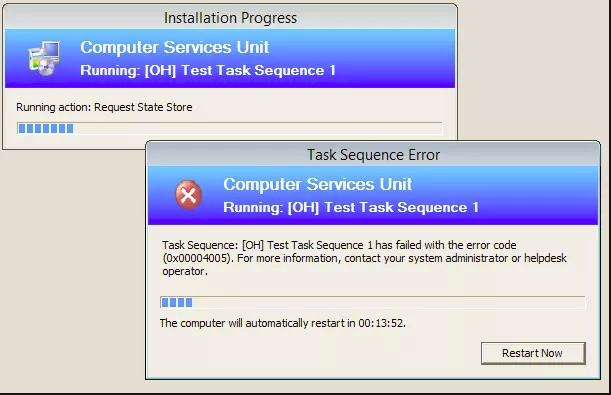 Installation Progress
Computer Services Unit
Running: [OH] Test Task Sequence 1
Running action: Request State Store
Task Sequence Error
Computer Services Unit
Running: [OH] Test Task Sequence 1
Task Sequence: [OH] Test Task Sequence 1 has failed with the error code
(0x00004005). For more information, contact your system administrator or helpdesk
operator.
The computer will automatically restart in 00:13:52.
Restart Now